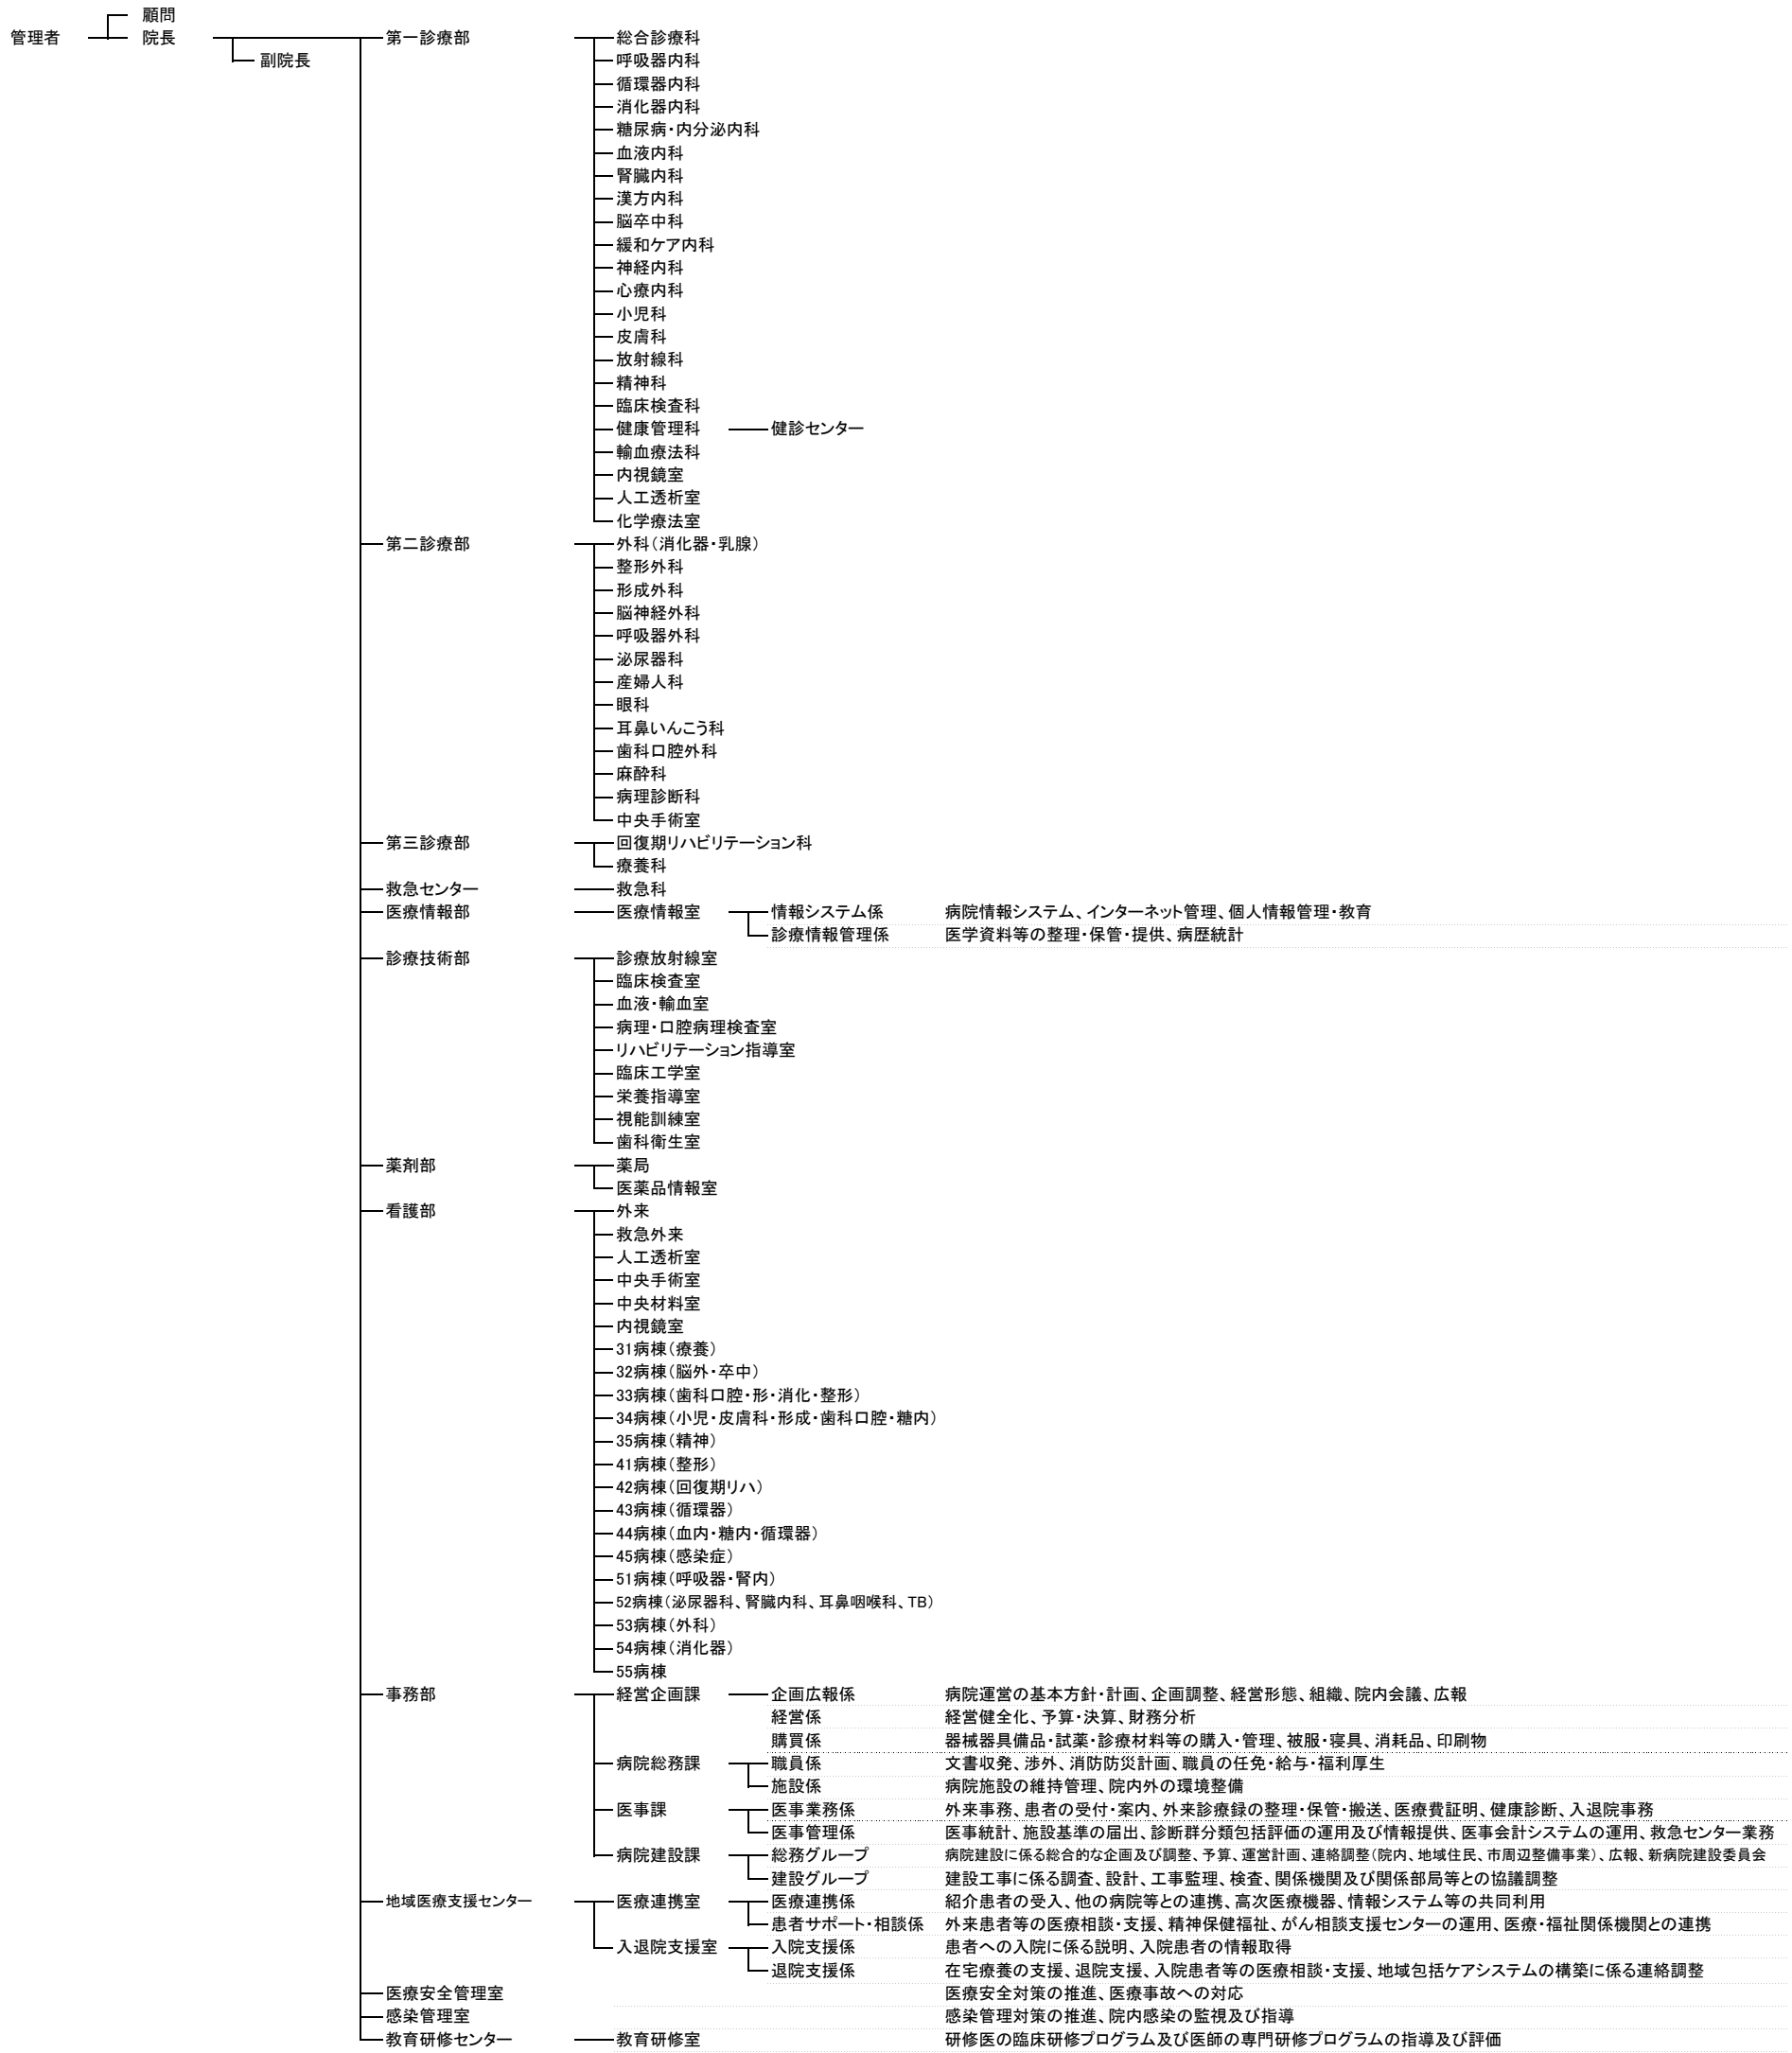 顧問
管理者 院長 第一診療部 総合診療科
副院長 呼吸器内科
循環器内科
消化器内科
糖尿病・内分泌内科
血液内科
腎臓内科
漢方内科
脳卒中科
緩和ケア内科
神経内科
心療内科
小児科
皮膚科
放射線科
精神科
臨床検査科
健康管理科 健診センター
輸血療法科
内視鏡室
人工透析室
化学療法室
第二診療部 外科（消化器・乳腺）
整形外科
形成外科
脳神経外科
呼吸器外科
泌尿器科
産婦人科
眼科
耳鼻いんこう科
歯科口腔外科
麻酔科
病理診断科
中央手術室
第三診療部 回復期リハビリテーション科
療養科
救急センター 救急科
医療情報部 医療情報室 情報システム係 病院情報システム、インターネット管理、個人情報管理・教育
診療情報管理係 医学資料等の整理・保管・提供、病歴統計
診療技術部 診療放射線室
臨床検査室
血液・輸血室
病理・口腔病理検査室
リハビリテーション指導室
臨床工学室
栄養指導室
視能訓練室
歯科衛生室
薬剤部 薬局
医薬品情報室
看護部 外来
救急外来
人工透析室
中央手術室
中央材料室
内視鏡室
31病棟（療養）
32病棟（脳外・卒中）
33病棟（歯科口腔・形・消化・整形）
34病棟（小児・皮膚科・形成・歯科口腔・糖内）
35病棟（精神）
41病棟（整形）
42病棟（回復期リハ）
43病棟（循環器）
44病棟（血内・糖内・循環器）
45病棟（感染症）
51病棟（呼吸器・腎内）
52病棟（泌尿器科、腎臓内科、耳鼻咽喉科、TB）
53病棟（外科）
54病棟（消化器）
55病棟
事務部 経営企画課 企画広報係 病院運営の基本方針・計画、企画調整、経営形態、組織、院内会議、広報
経営係 経営健全化、予算・決算、財務分析
購買係 器械器具備品・試薬・診療材料等の購入・管理、被服・寝具、消耗品、印刷物
病院総務課 職員係 文書収発、渉外、消防防災計画、職員の任免・給与・福利厚生
施設係 病院施設の維持管理、院内外の環境整備
医事課 医事業務係 外来事務、患者の受付・案内、外来診療録の整理・保管・搬送、医療費証明、健康診断、入退院事務
医事管理係 医事統計、施設基準の届出、診断群分類包括評価の運用及び情報提供、医事会計システムの運用、救急センター業務
病院建設課 総務グループ 病院建設に係る総合的な企画及び調整、予算、運営計画、連絡調整（院内、地域住民、市周辺整備事業）、広報、新病院建設委員会
建設グループ 建設工事に係る調査、設計、工事監理、検査、関係機関及び関係部局等との協議調整
地域医療支援センター 医療連携室 医療連携係 紹介患者の受入、他の病院等との連携、高次医療機器、情報システム等の共同利用
患者サポート・相談係 外来患者等の医療相談・支援、精神保健福祉、がん相談支援センターの運用、医療・福祉関係機関との連携
入退院支援室 入院支援係 患者への入院に係る説明、入院患者の情報取得
退院支援係 在宅療養の支援、退院支援、入院患者等の医療相談・支援、地域包括ケアシステムの構築に係る連絡調整
医療安全管理室 医療安全対策の推進、医療事故への対応
感染管理室 感染管理対策の推進、院内感染の監視及び指導
教育研修センター 教育研修室 研修医の臨床研修プログラム及び医師の専門研修プログラムの指導及び評価